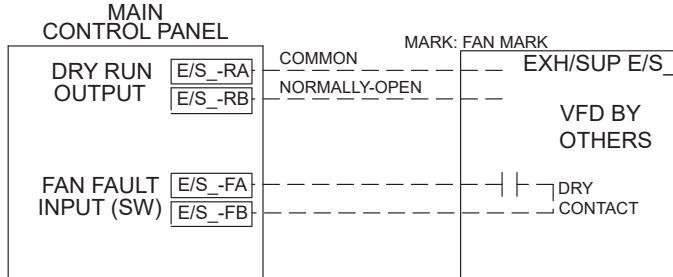 MAIN
CONTROL PANEL
MARK: FAN MARK
DRY RUN
OUTPUT
E/S_-RA
COMMON
EXH/SUP E/S_
E/S_-RB
NORMALLY-OPEN
VFD BY
OTHERS
FAN FAULT
INPUT (SW)
E/S_-FA
E/S_-FB
DRY
CONTACT